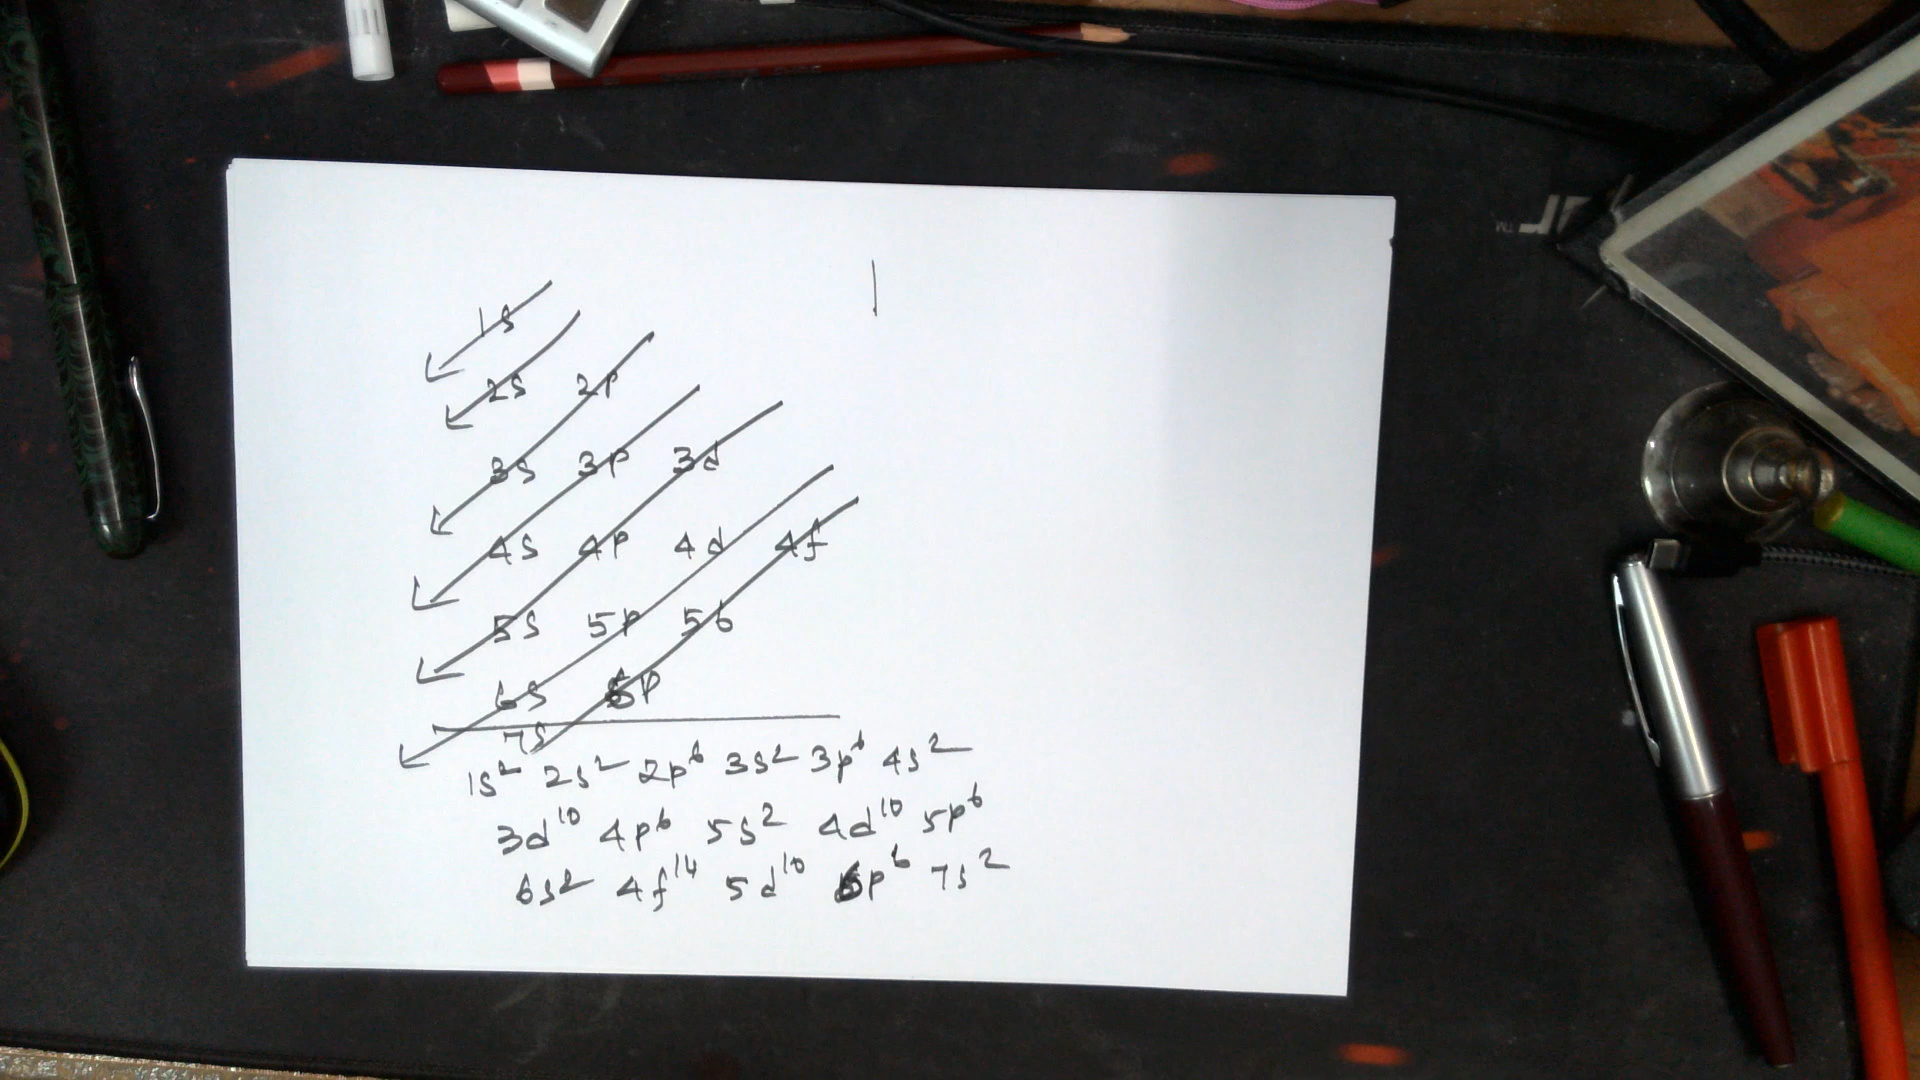 1s
2s 2p
3s 3p 3d
4s 4p 4d 4f
5s 5p 5d
6s 6p
7s
1s² 2s² 2p⁶ 3s² 3p⁶ 4s²
3d¹⁰ 4p⁶ 5s² 4d¹⁰ 5p⁶
6s² 4f¹⁴ 5d¹⁰ 6p⁶ 7s²